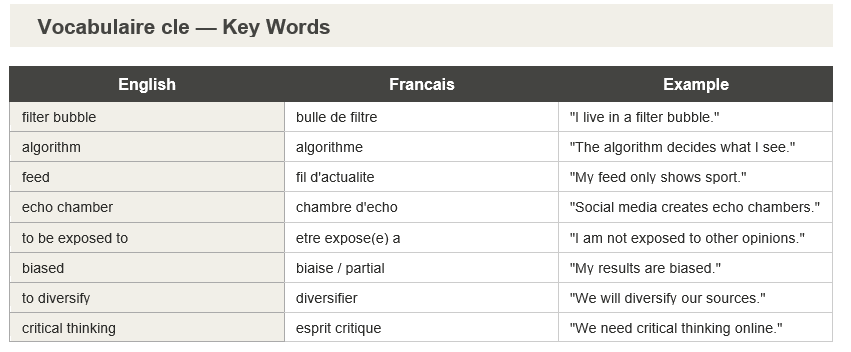 Vocabulaire cle — Key Words
English Francais Example
filter bubble bulle de filtre "I live in a filter bubble."
algorithm algorithme "The algorithm decides what I see."
feed fil d'actualite "My feed only shows sport."
echo chamber chambre d'echo "Social media creates echo chambers."
to be exposed to etre expose(e) a "I am not exposed to other opinions."
biased biaise / partial "My results are biased."
to diversify diversifier "We will diversify our sources."
critical thinking esprit critique "We need critical thinking online."